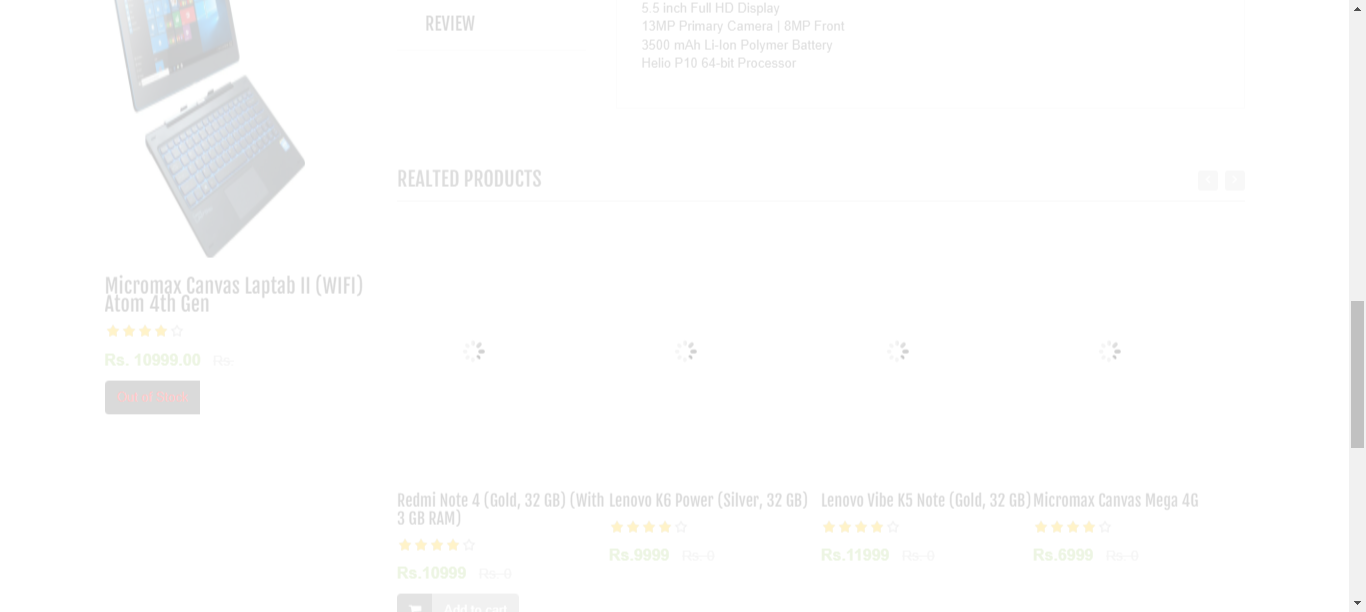 REVIEW
5.5 inch Full HD Display
13MP Primary Camera | 8MP Front
3500 mAh Li-Ion Polymer Battery
Helio P10 64-bit Processor
REALTED PRODUCTS
Micromax Canvas Laptab II (WIFI)
Atom 4th Gen
Rs. 10999.00 Rs.
Redmi Note 4 (Gold, 32 GB) (With
3 GB RAM)
Rs.10999 Rs. 0
Add to cart
Lenovo K6 Power (Silver, 32 GB)
Rs.9999 Rs. 0
Lenovo Vibe K5 Note (Gold, 32 GB)
Rs.11999 Rs. 0
Micromax Canvas Mega 4G
Rs.6999 Rs. 0